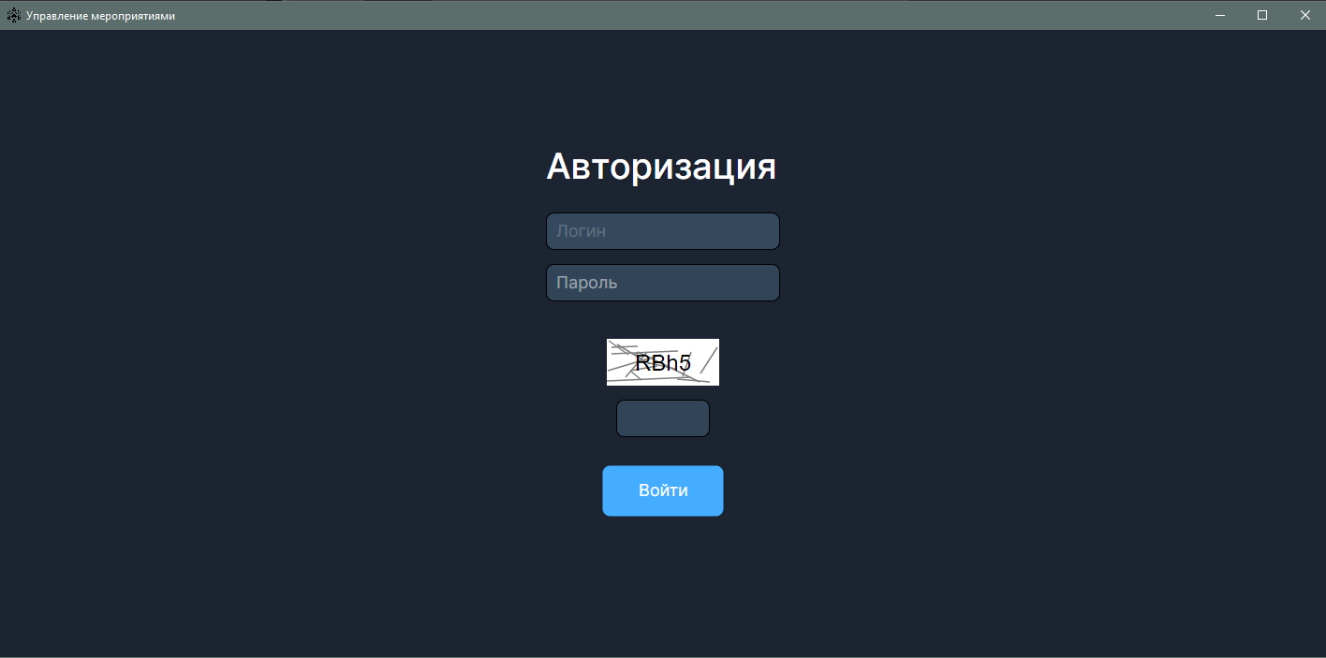 Управление мероприятиями
Авторизация
Логин
Пароль
RBh5
Войти